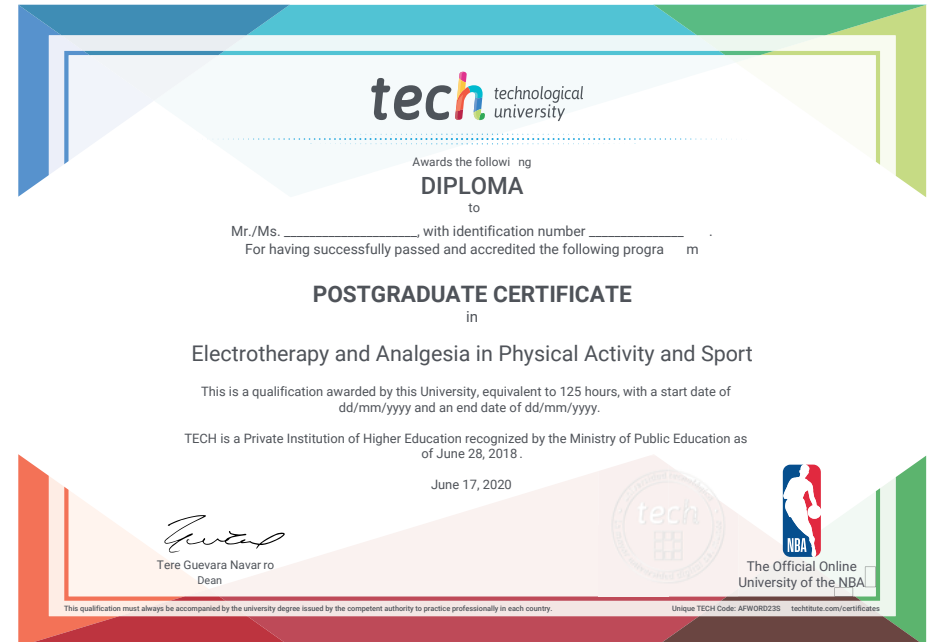 tech technological
university
Awards the followi ng
DIPLOMA
to
Mr./Ms. ____________________, with identification number ______________ .
For having successfully passed and accredited the following progra m
POSTGRADUATE CERTIFICATE
in
Electrotherapy and Analgesia in Physical Activity and Sport
This is a qualification awarded by this University, equivalent to 125 hours, with a start date of
dd/mm/yyyy and an end date of dd/mm/yyyy.
TECH is a Private Institution of Higher Education recognized by the Ministry of Public Education as
of June 28, 2018 .
June 17, 2020
tech
NBA
Tere Guevara Navar ro
Dean
The Official Online
University of the NBA
This qualification must always be accompanied by the university degree issued by the competent authority to practice professionally in each country.
Unique TECH Code: AFWORD23S techtitute.com/certificates